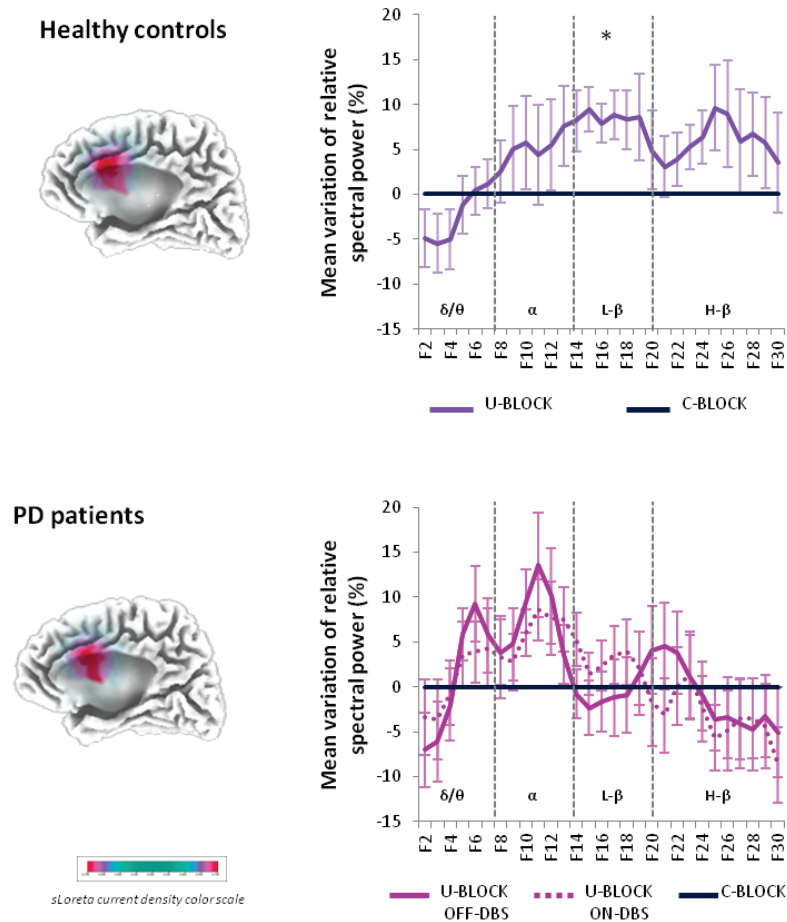 Healthy controls
Mean variation of relative
spectral power (%)
20
15
10
5
0
-5
-10
-15
*
δ/θ
α
L-β
H-β
F2
F4
F6
F8
F10
F12
F14
F16
F18
F20
F22
F24
F26
F28
F30
U-BLOCK
C-BLOCK
PD patients
Mean variation of relative
spectral power (%)
20
15
10
5
0
-5
-10
-15
δ/θ
α
L-β
H-β
F2
F4
F6
F8
F10
F12
F14
F16
F18
F20
F22
F24
F26
F28
F30
sLoreta current density color scale
U-BLOCK
OFF-DBS
U-BLOCK
ON-DBS
C-BLOCK